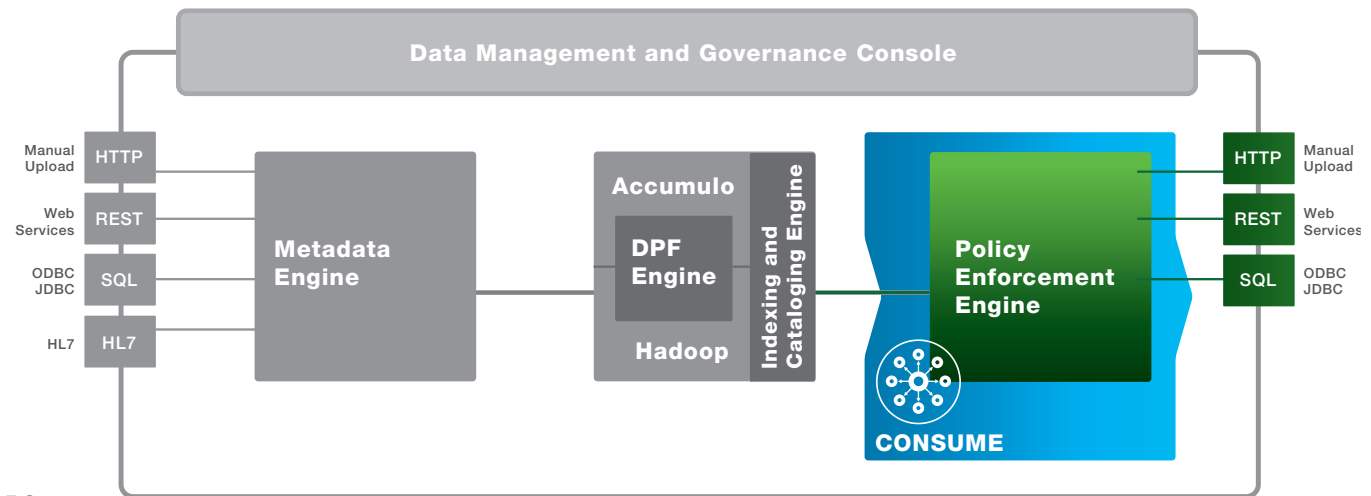 Data Management and Governance Console
Manual
Upload
HTTP
Web
Services
REST
ODBC
JDBC
SQL
HL7
HL7
Metadata
Engine
Accumulo
DPF
Engine
Hadoop
Indexing and
Cataloging Engine
Policy
Enforcement
Engine
CONSUME
HTTP
Manual
Upload
REST
Web
Services
SQL
ODBC
JDBC